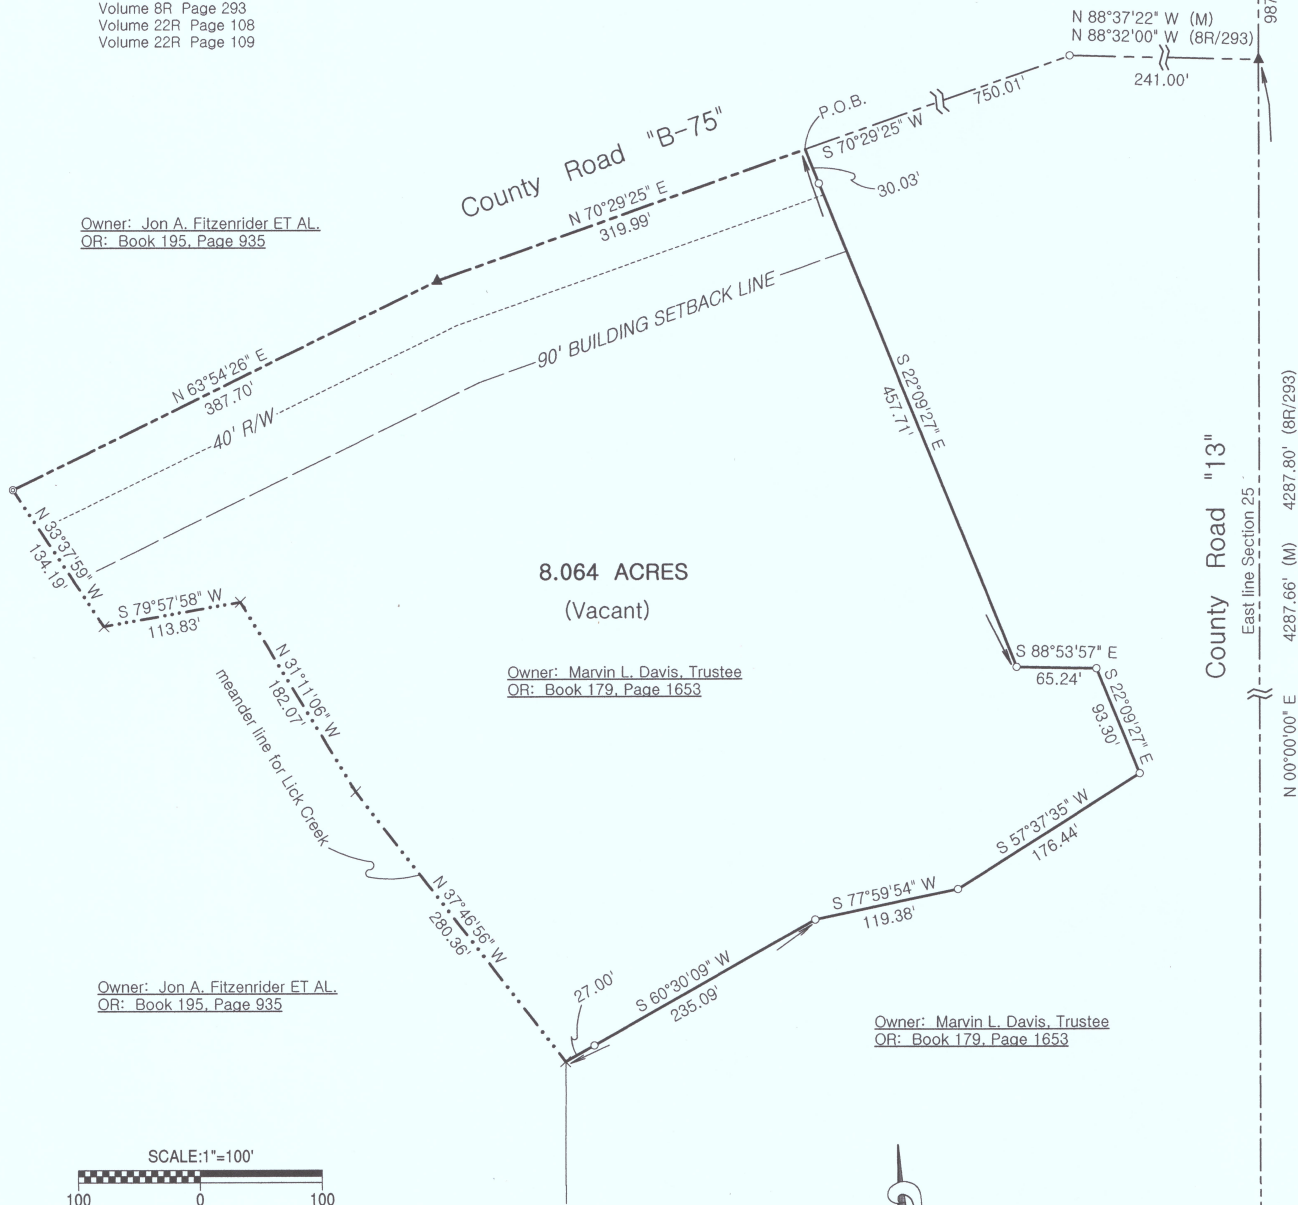 Volume 8R Page 293
Volume 22R Page 108
Volume 22R Page 109
N 88°37'22" W (M)
N 88°32'00" W (8R/293)
241.00'
987
750.01'
S 70°29'25" W
P.O.B.
30.03'
County Road "B-75"
N 70°29'25" E
319.99'
Owner: Jon A. Fitzenrider ET AL.
OR: Book 195, Page 935
90' BUILDING SETBACK LINE
N 63°54'26" E
387.70'
40' R/W
S 22°09'27" E
457.71'
N 33°37'59" W
134.19'
S 79°57'58" W
113.83'
8.064 ACRES
(Vacant)
Owner: Marvin L. Davis, Trustee
OR: Book 179, Page 1653
N 31°11'06" W
182.07'
meander line for Lick Creek
S 88°53'57" E
65.24'
S 22°09'27" E
93.30'
County Road "13"
East line Section 25
N 00°00'00" E 4287.66' (M) 4287.80' (8R/293)
S 57°37'35" W
176.44'
S 77°59'54" W
119.38'
N 37°46'56" W
280.36'
S 60°30'09" W
235.09'
27.00'
Owner: Jon A. Fitzenrider ET AL.
OR: Book 195, Page 935
Owner: Marvin L. Davis, Trustee
OR: Book 179, Page 1653
SCALE:1"=100'
100 0 100